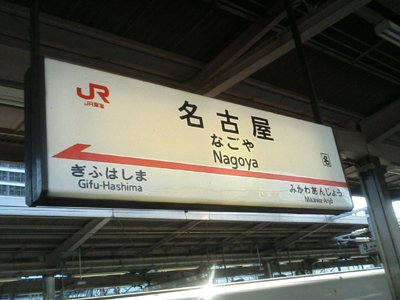 JR
JR東海
名古屋
なごや
Nagoya
名
ぎふはしま
Gifu-Hashima
みかわあんじょう
Mikawa-Anjō